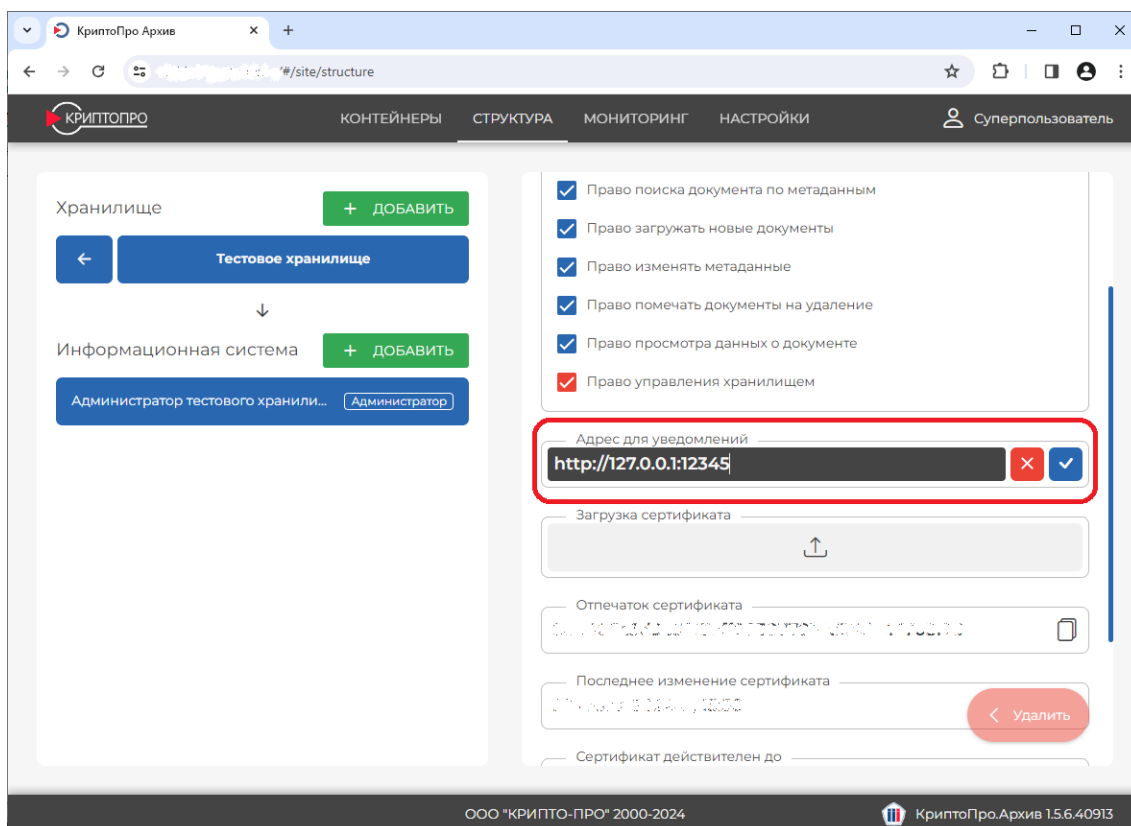 КриптоПро Архив
/#/site/structure
КРИПТОПРО
КОНТЕЙНЕРЫ СТРУКТУРА МОНИТОРИНГ НАСТРОЙКИ Суперпользователь
Хранилище
+ ДОБАВИТЬ
Тестовое хранилище
Информационная система
+ ДОБАВИТЬ
Администратор тестового хранили... Администратор
Право поиска документа по метаданным
Право загружать новые документы
Право изменять метаданные
Право помечать документы на удаление
Право просмотра данных о документе
Право управления хранилищем
Адрес для уведомлений
http://127.0.0.1:12345
Загрузка сертификата
Отпечаток сертификата
Последнее изменение сертификата
Удалить
Сертификат действителен до
ООО "КРИПТО-ПРО" 2000-2024
КриптоПро.Архив 1.5.6.40913